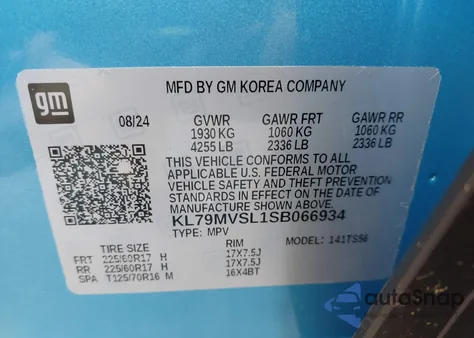 gm
MFD BY GM KOREA COMPANY
08/24 GVWR GAWR FRT GAWR RR
1930 KG 1060 KG 1060 KG
4255 LB 2336 LB 2336 LB
THIS VEHICLE CONFORMS TO ALL
APPLICABLE U.S. FEDERAL MOTOR
VEHICLE SAFETY AND THEFT PREVENTION
STANDARDS IN EFFECT ON THE DATE OF
MANUFACTURE SHOWN ABOVE.
KL79MVSL1SB066934
TYPE: MPV MODEL: 141TS56
TIRE SIZE RIM
FRT 225/60R17 H 17X7.5J
RR 225/60R17 H 17X7.5J
SPA T125/70R16 M 16X4BT
autoSnap